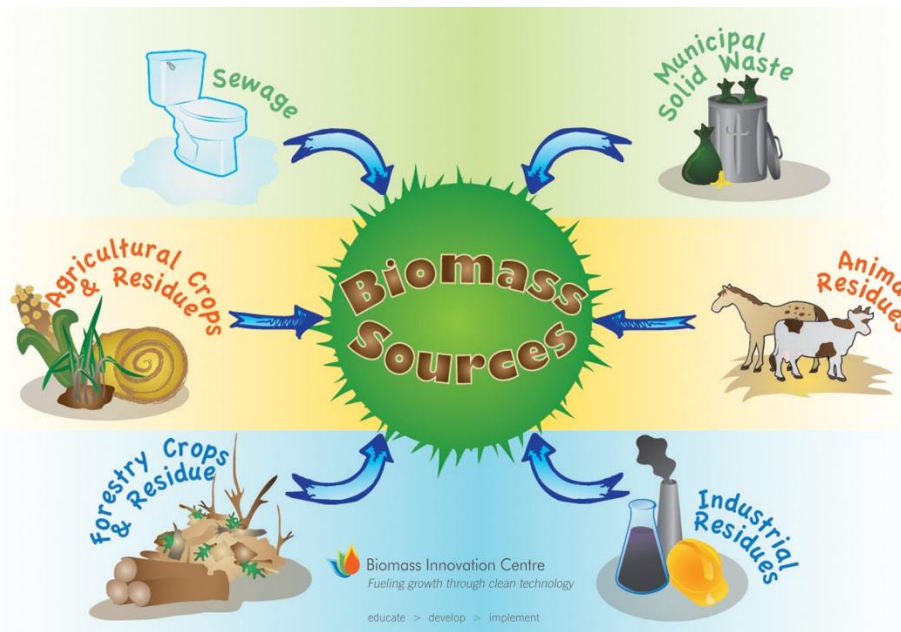 Sewage
Municipal
Solid Waste
Agricultural Crops
& Residue
Biomass
Sources
Animal
Residues
Forestry Crops
& Residue
Industrial
Residues
Biomass Innovation Centre
Fueling growth through clean technology
educate > develop > implement